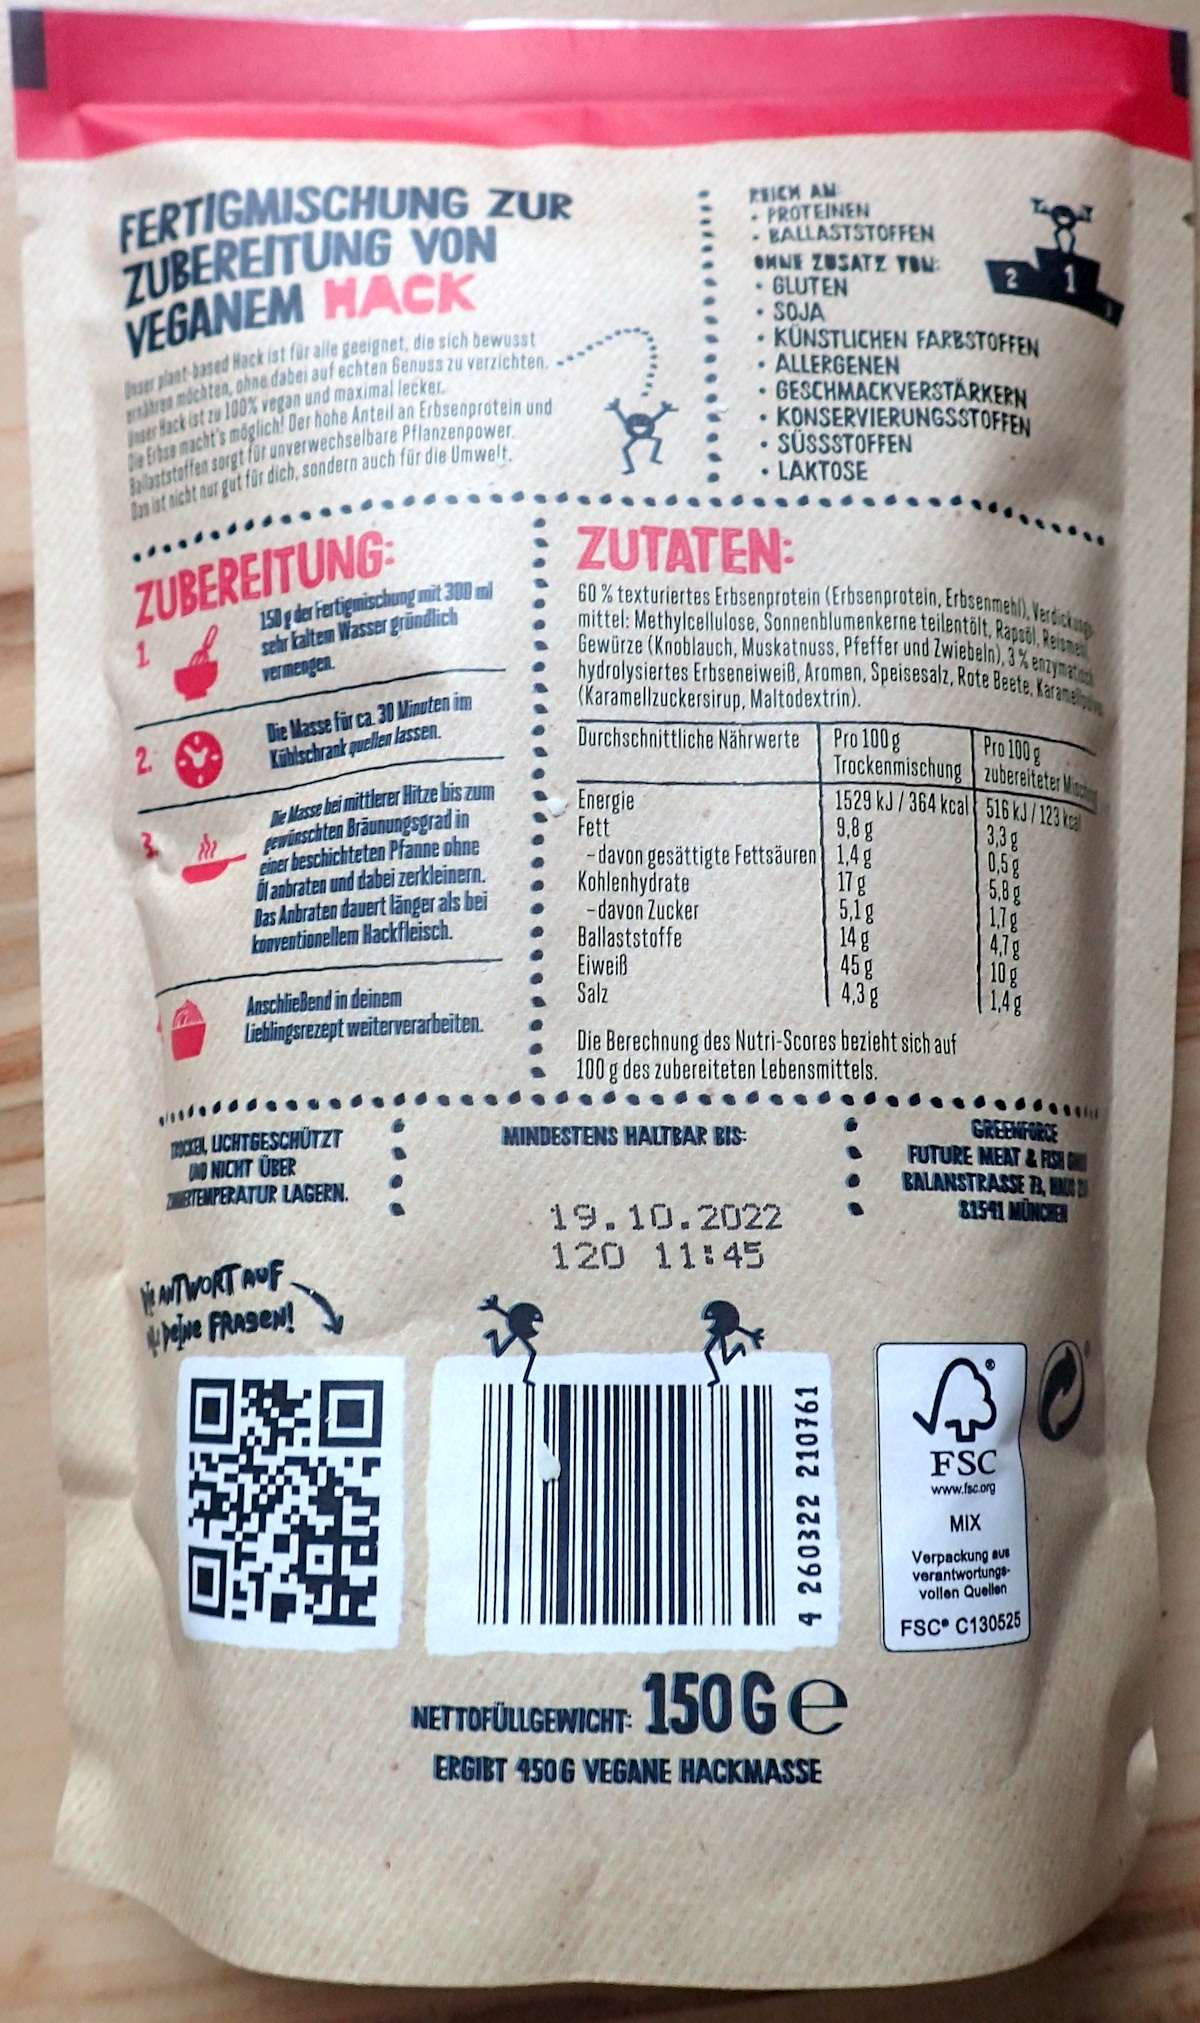 FERTIGMISCHUNG ZUR
ZUBEREITUNG VON
VEGANEM HACK
Unser plant-based Hack ist für alle geeignet, die sich bewusst
ernähren möchten, ohne dabei auf echten Genuss zu verzichten.
Unser Hack ist zu 100% vegan und maximal lecker.
Die Erbse macht's möglich! Der hohe Anteil an Erbsenprotein und
Ballaststoffen sorgt für unverwechselbare Pflanzenpower.
Das ist nicht nur gut für dich, sondern auch für die Umwelt.
REICH AN:
• PROTEINEN
• BALLASTSTOFFEN
OHNE ZUSATZ VON:
• GLUTEN
• SOJA
• KÜNSTLICHEN FARBSTOFFEN
• ALLERGENEN
• GESCHMACKVERSTÄRKERN
• KONSERVIERUNGSSTOFFEN
• SÜSSSTOFFEN
• LAKTOSE
2 1 3
ZUBEREITUNG:
1.
150 g der Fertigmischung mit 300 ml
sehr kaltem Wasser gründlich
vermengen.
2.
Die Masse für ca. 30 Minuten im
Kühlschrank quellen lassen.
3.
Die Masse bei mittlerer Hitze bis zum
gewünschten Bräunungsgrad in
einer beschichteten Pfanne ohne
Öl anbraten und dabei zerkleinern.
Das Anbraten dauert länger als bei
konventionellem Hackfleisch.
Anschließend in deinem
Lieblingsrezept weiterverarbeiten.
ZUTATEN:
60 % texturiertes Erbsenprotein (Erbsenprotein, Erbsenmehl), Verdickungs-
mittel: Methylcellulose, Sonnenblumenkerne teilentölt, Rapsöl, Reismehl,
Gewürze (Knoblauch, Muskatnuss, Pfeffer und Zwiebeln), 3 % enzymatisch
hydrolysiertes Erbseneiweiß, Aromen, Speisesalz, Rote Beete, Karamellpulver
(Karamellzuckersirup, Maltodextrin).
Durchschnittliche Nährwerte Pro 100 g Trockenmischung Pro 100 g zubereiteter Mischung
Energie 1529 kJ / 364 kcal 516 kJ / 123 kcal
Fett 9,8 g 3,3 g
– davon gesättigte Fettsäuren 1,4 g 0,5 g
Kohlenhydrate 17 g 5,8 g
– davon Zucker 5,1 g 1,7 g
Ballaststoffe 14 g 4,7 g
Eiweiß 45 g 10 g
Salz 4,3 g 1,4 g
Die Berechnung des Nutri-Scores bezieht sich auf
100 g des zubereiteten Lebensmittels.
TROCKEN, LICHTGESCHÜTZT
UND NICHT ÜBER
ZIMMERTEMPERATUR LAGERN.
MINDESTENS HALTBAR BIS:
19.10.2022
120 11:45
GREENFORCE
FUTURE MEAT & FISH
BALANSTRASSE 73, HAUS
81541 MÜNCHEN
ANTWORT AUF
DEINE FRAGEN!
4 260322 210761
FSC®
www.fsc.org
MIX
Verpackung aus
verantwortungs-
vollen Quellen
FSC® C130525
NETTOFÜLLGEWICHT: 150 G e
ERGIBT 450 G VEGANE HACKMASSE